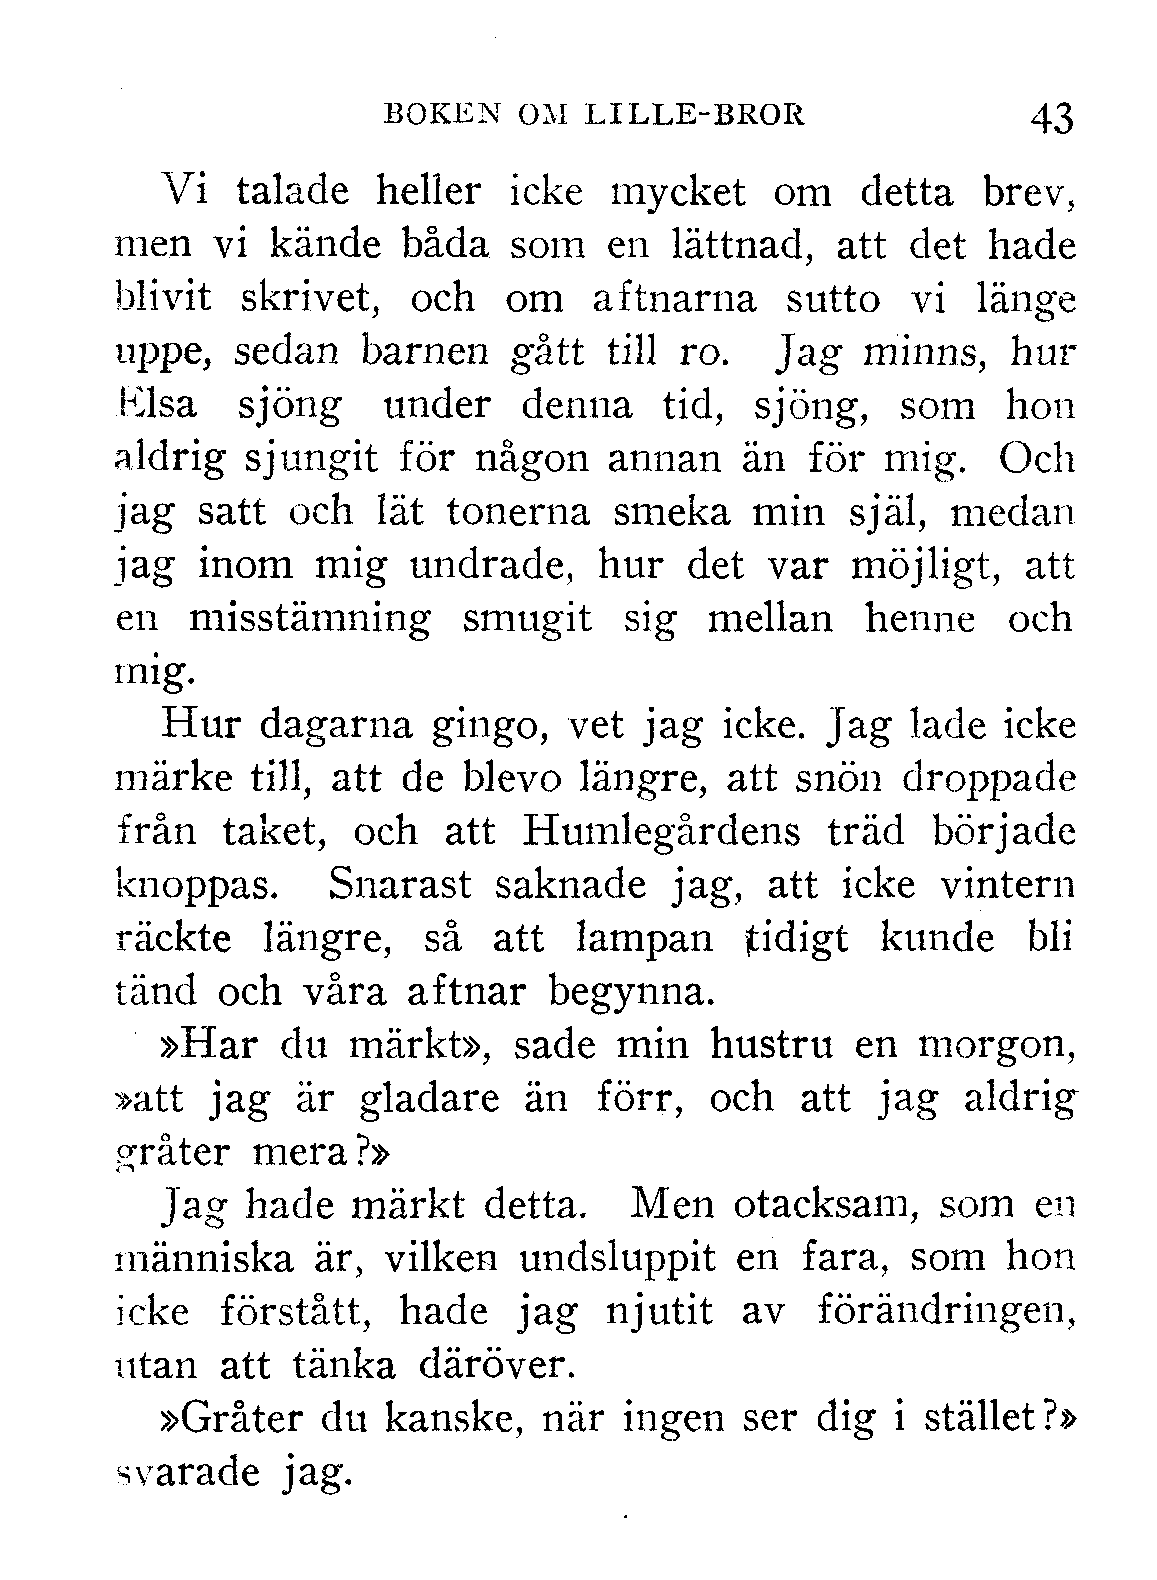 BOKEN OM LILLE-BROR 43
Vi talade heller icke mycket om detta brev,
men vi kände båda som en lättnad, att det hade
blivit skrivet, och om aftnarna sutto vi länge
uppe, sedan barnen gått till ro. Jag minns, hur
Elsa sjöng under denna tid, sjöng, som hon
aldrig sjungit för någon annan än för mig. Och
jag satt och lät tonerna smeka min själ, medan
jag inom mig undrade, hur det var möjligt, att
en misstämning smugit sig mellan henne och
mig.
Hur dagarna gingo, vet jag icke. Jag lade icke
märke till, att de blevo längre, att snön droppade
från taket, och att Humlegårdens träd började
knoppas. Snarast saknade jag, att icke vintern
räckte längre, så att lampan tidigt kunde bli
tänd och våra aftnar begynna.
»Har du märkt», sade min hustru en morgon,
»att jag är gladare än förr, och att jag aldrig
gråter mera?»
Jag hade märkt detta. Men otacksam, som en
människa är, vilken undsluppit en fara, som hon
icke förstått, hade jag njutit av förändringen,
utan att tänka däröver.
»Gråter du kanske, när ingen ser dig i stället?»
svarade jag.